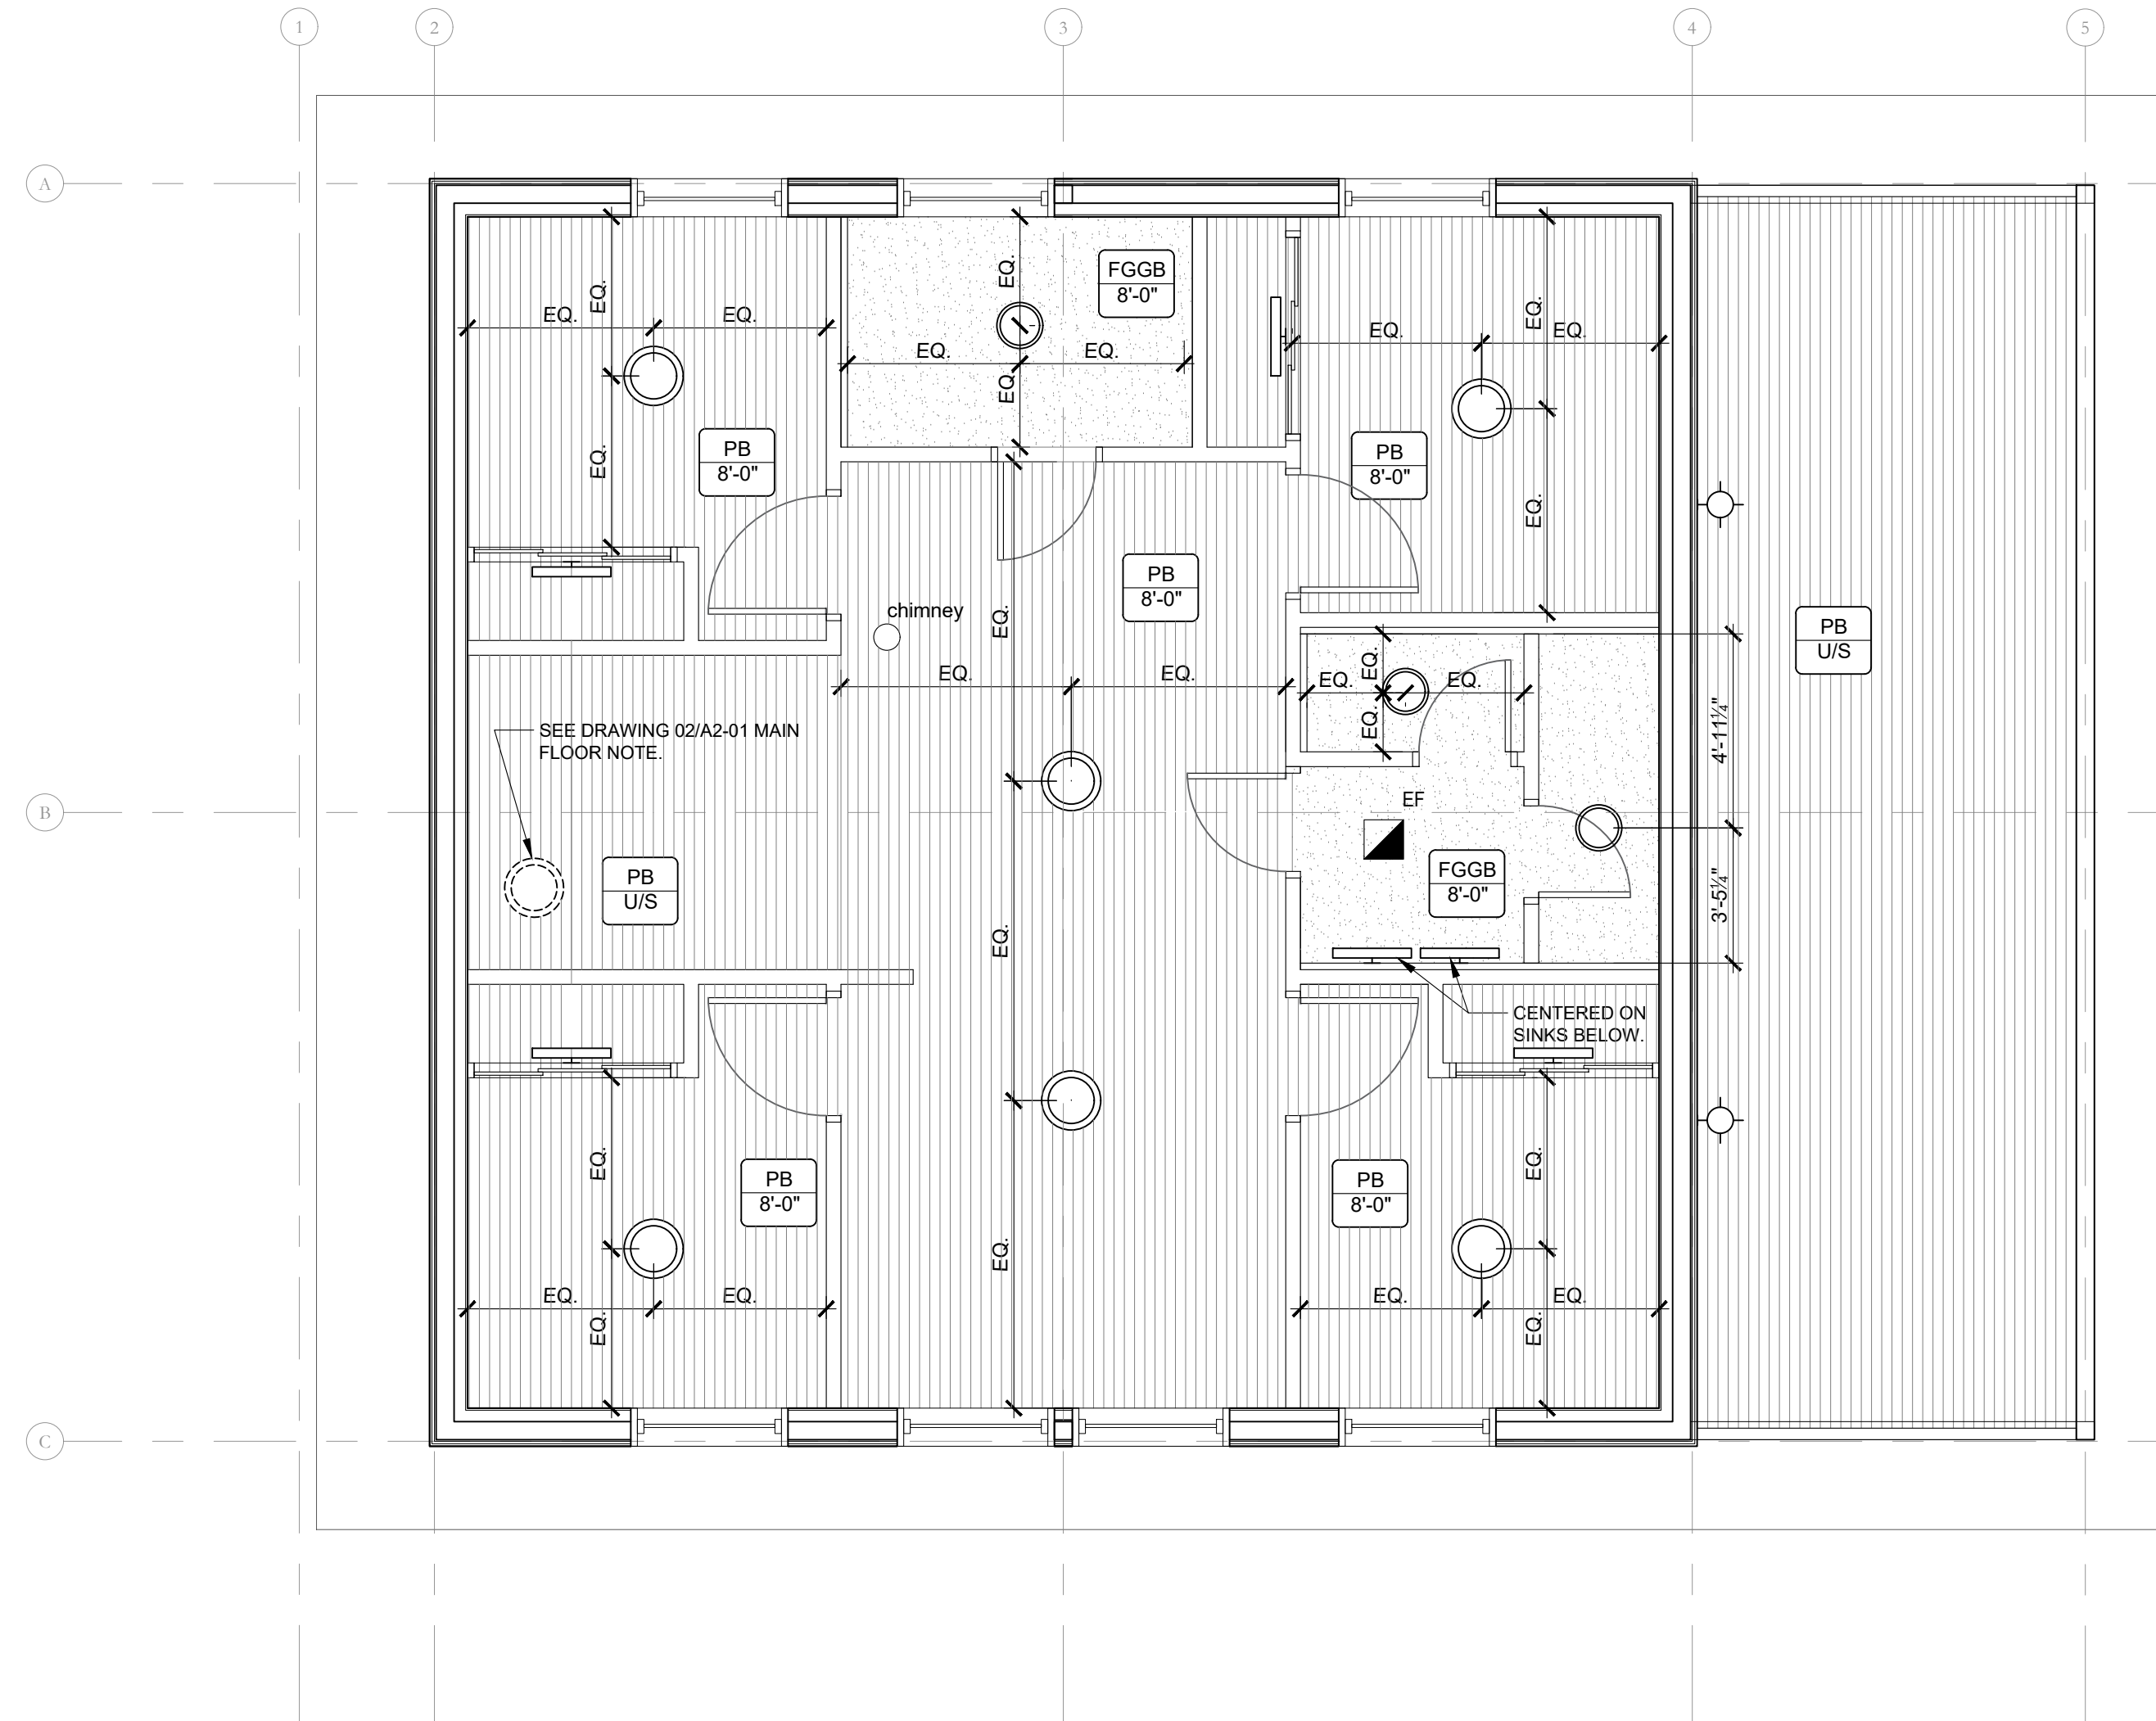 1
2
3
4
5
A
EQ.
EQ.
EQ.
EQ.
PB
8'-0"
EQ.
EQ.
EQ.
EQ.
FGGB
8'-0"
EQ.
EQ.
EQ.
EQ.
PB
8'-0"
chimney
PB
8'-0"
EQ.
EQ.
EQ.
EQ.
EQ.
EQ.
EQ.
EQ.
EQ.
PB
U/S
4'-11¼"
3'-5¼"
SEE DRAWING 02/A2-01 MAIN
FLOOR NOTE.
B
EF
PB
U/S
FGGB
8'-0"
CENTERED ON
SINKS BELOW.
EQ.
EQ.
EQ.
EQ.
PB
8'-0"
PB
8'-0"
EQ.
EQ.
EQ.
EQ.
C